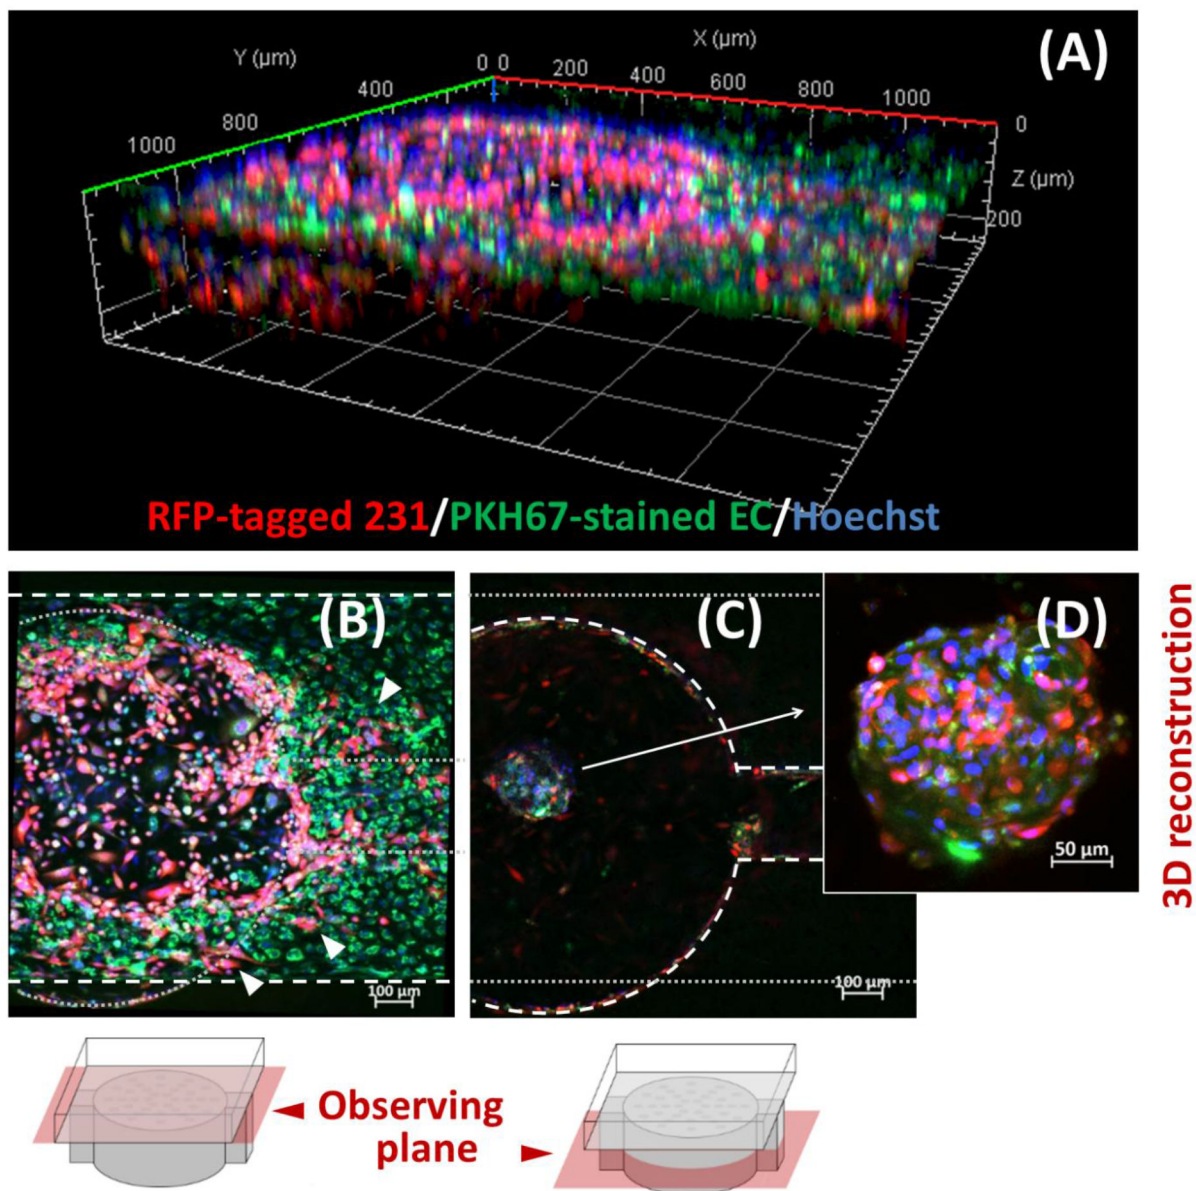 (A)
X (µm)
Y (µm)
0 0
200
400
600
800
1000
400
800
1000
0
Z (µm)
200
RFP-tagged 231/PKH67-stained EC/Hoechst
(B)
100 µm
(C)
100 µm
(D)
50 µm
3D reconstruction
Observing
plane